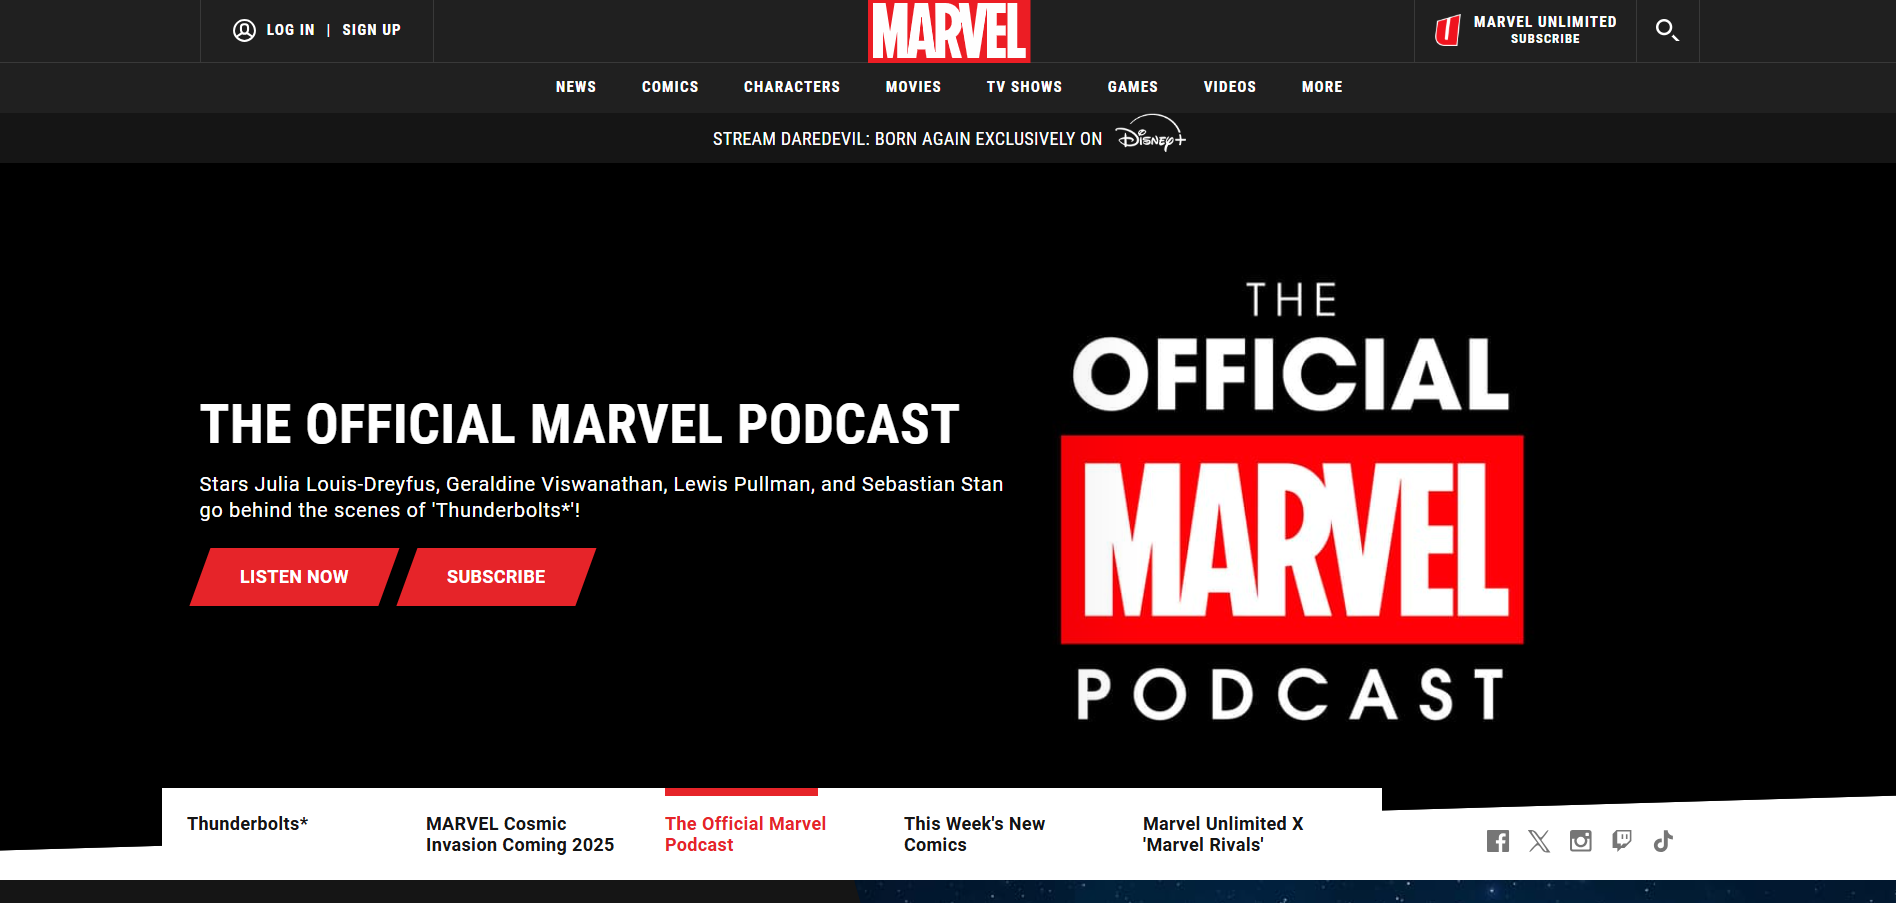 LOG IN | SIGN UP
MARVEL
MARVEL UNLIMITED
SUBSCRIBE
NEWS COMICS CHARACTERS MOVIES TV SHOWS GAMES VIDEOS MORE
STREAM DAREDEVIL: BORN AGAIN EXCLUSIVELY ON Disney+
THE OFFICIAL MARVEL PODCAST
Stars Julia Louis-Dreyfus, Geraldine Viswanathan, Lewis Pullman, and Sebastian Stan
go behind the scenes of 'Thunderbolts*'!
LISTEN NOW
SUBSCRIBE
THE
OFFICIAL
MARVEL
PODCAST
Thunderbolts*
MARVEL Cosmic
Invasion Coming 2025
The Official Marvel
Podcast
This Week's New
Comics
Marvel Unlimited X
'Marvel Rivals'